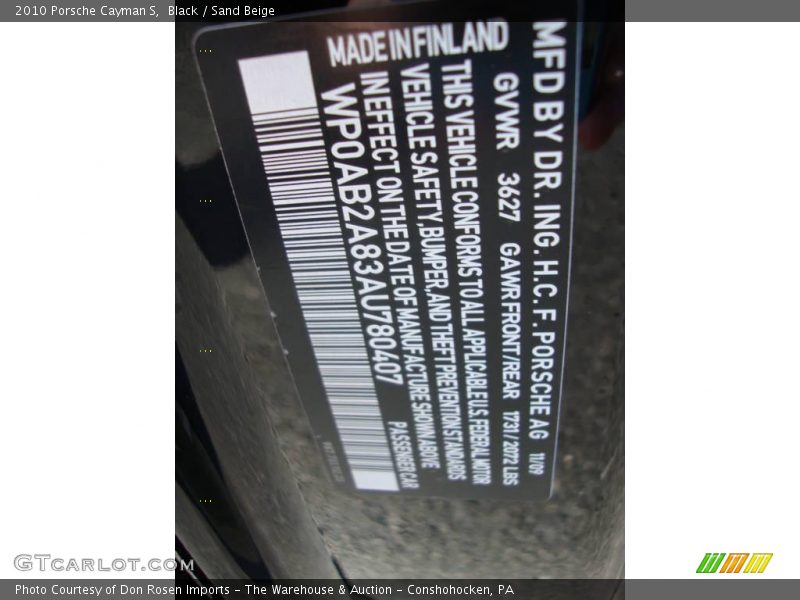 2010 Porsche Cayman S,  Black / Sand Beige
MFD BY DR. ING. H.C. F. PORSCHE AG 11/09
GVWR 3627 GAWR FRONT/REAR 1731/2072 LBS
THIS VEHICLE CONFORMS TO ALL APPLICABLE U.S. FEDERAL MOTOR
VEHICLE SAFETY, BUMPER, AND THEFT PREVENTION STANDARDS
IN EFFECT ON THE DATE OF MANUFACTURE SHOWN ABOVE
WP0AB2A83AU780407 PASSENGER CAR
MADE IN FINLAND
GTcarlot.com
Photo Courtesy of Don Rosen Imports - The Warehouse & Auction - Conshohocken, PA